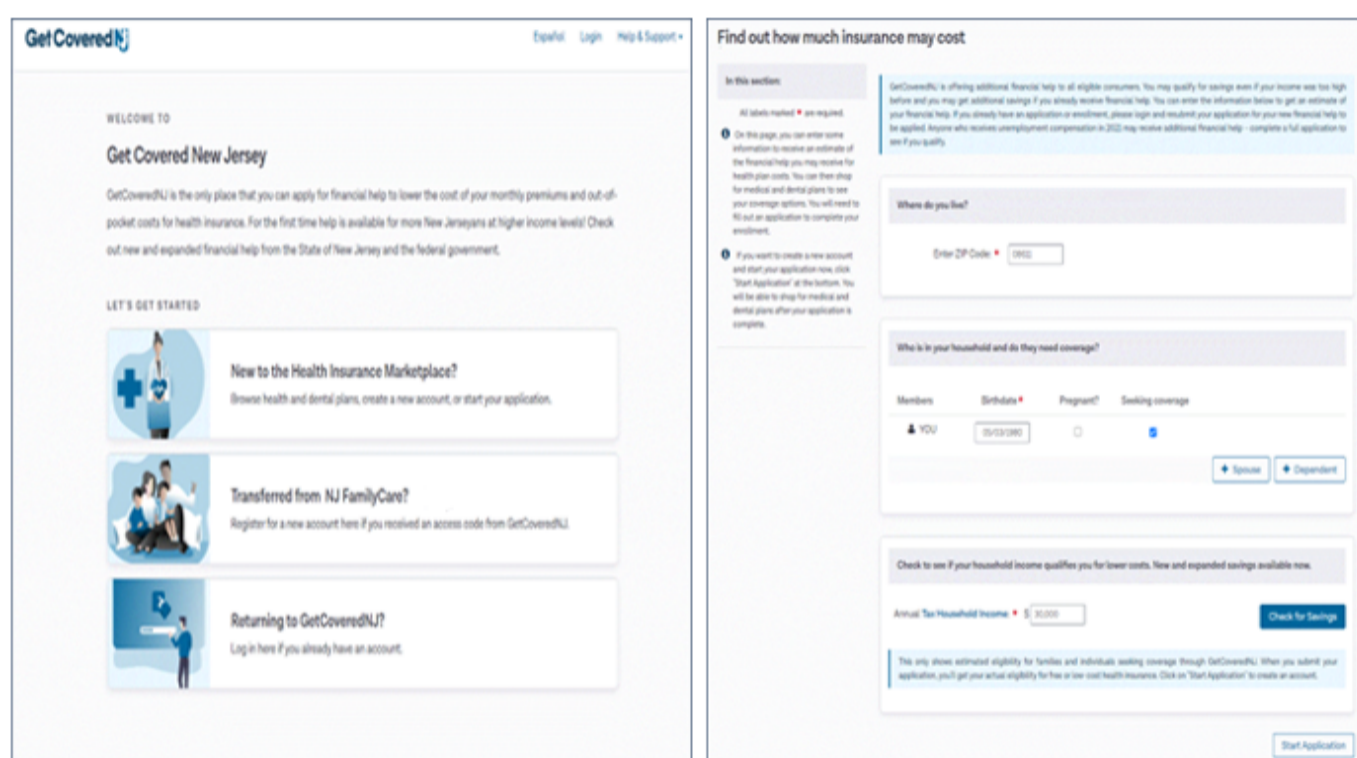 GetCoveredNJ
Español Login Help & Support
WELCOME TO
Get Covered New Jersey
GetCoveredNJ is the only place that you can apply for financial help to lower the cost of your monthly premiums and out-of-
pocket costs for health insurance. For the first time help is available for more New Jerseyans at higher income levels! Check
out new and expanded financial help from the State of New Jersey and the federal government.
LET'S GET STARTED
New to the Health Insurance Marketplace?
Browse health and dental plans, create a new account, or start your application.
Transferred from NJ FamilyCare?
Register for a new account here if you received an access code from GetCoveredNJ.
Returning to GetCoveredNJ?
Log in here if you already have an account.
Find out how much insurance may cost
In this section:
All labels marked * are required.
On this page, you can enter some
information to receive an estimate of
the financial help you may receive for
health plan costs. You can then shop
for medical and dental plans to see
your coverage options. You will need to
fill out an application to complete your
enrollment.
If you want to create a new account
and start your application now, click
"Start Application" at the bottom. You
will be able to shop for medical and
dental plans after your application is
complete.
GetCoveredNJ is offering additional financial help to all eligible consumers. You may qualify for savings even if your income was too high
before and you may get additional savings if you already receive financial help. You can enter the information below to get an estimate of
your financial help. If you already have an application or enrollment, please login and resubmit your application for your new financial help to
be applied. Anyone who receives unemployment compensation in 2021 may receive additional financial help - complete a full application to
see if you qualify.
Where do you live?
Enter ZIP Code: *
Who is in your household and do they need coverage?
Members Birthdate * Pregnant? Seeking coverage
YOU 05/03/1980
+ Spouse + Dependent
Check to see if your household income qualifies you for lower costs. New and expanded savings available now.
Annual Tax Household Income: * $ 30,000 Check for Savings
This only shows estimated eligibility for families and individuals seeking coverage through GetCoveredNJ. When you submit your
application, you'll get your actual eligibility for free or low cost health insurance. Click on "Start Application" to create an account.
Start Application